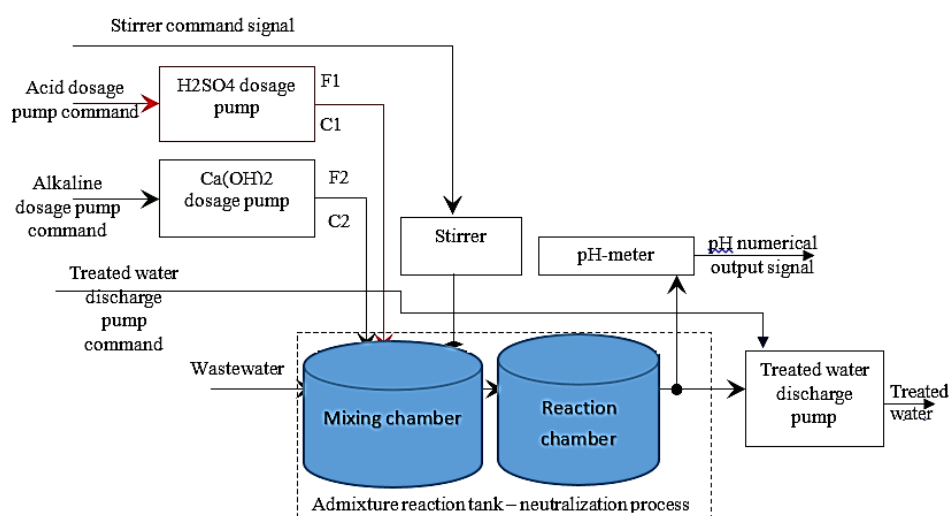 Stirrer command signal
Acid dosage
pump command
H2SO4 dosage
pump
F1
C1
Alkaline
dosage pump
command
Ca(OH)2
dosage pump
F2
C2
Stirrer
pH-meter
pH numerical
output signal
Treated water
discharge
pump
command
Wastewater
Mixing chamber
Reaction
chamber
Treated water
discharge
pump
Treated
water
Admixture reaction tank – neutralization process